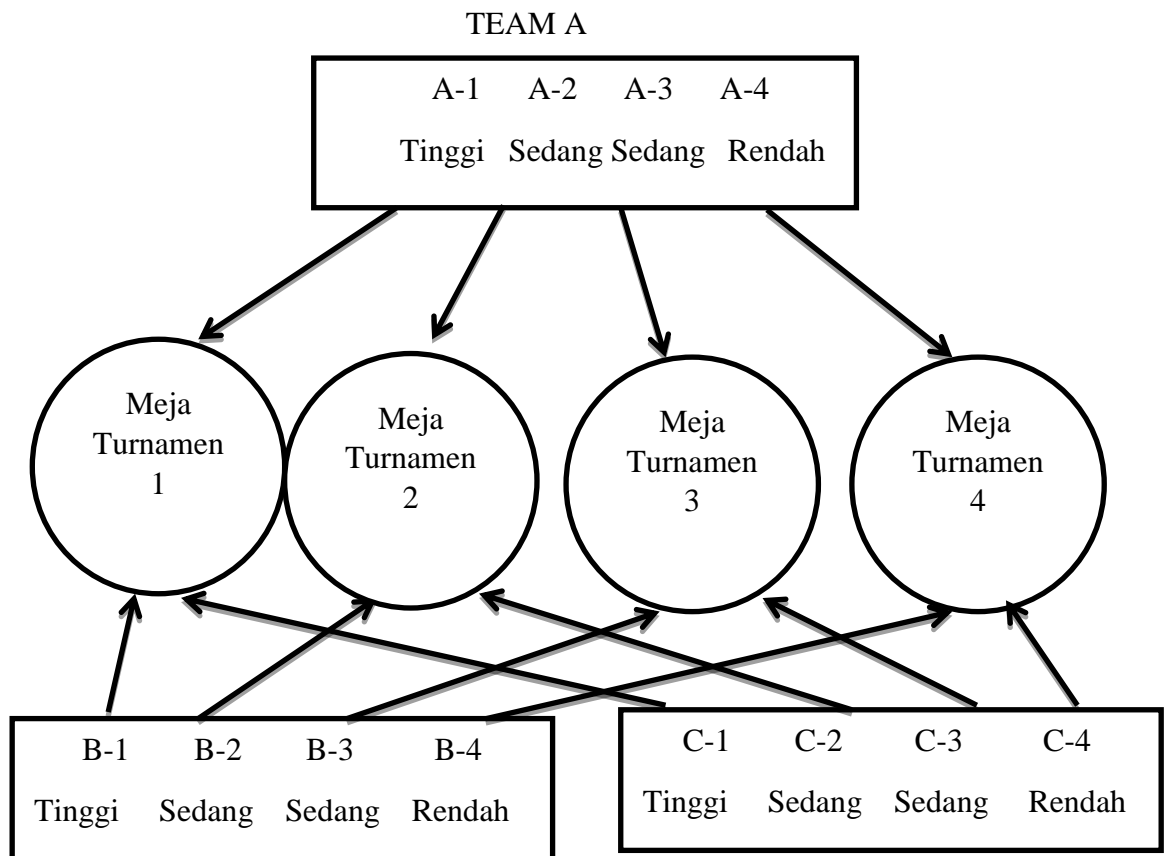 TEAM A
A-1 A-2 A-3 A-4
Tinggi Sedang Sedang Rendah
Meja
Turnamen
1
Meja
Turnamen
2
Meja
Turnamen
3
Meja
Turnamen
4
B-1 B-2 B-3 B-4
Tinggi Sedang Sedang Rendah
C-1 C-2 C-3 C-4
Tinggi Sedang Sedang Rendah